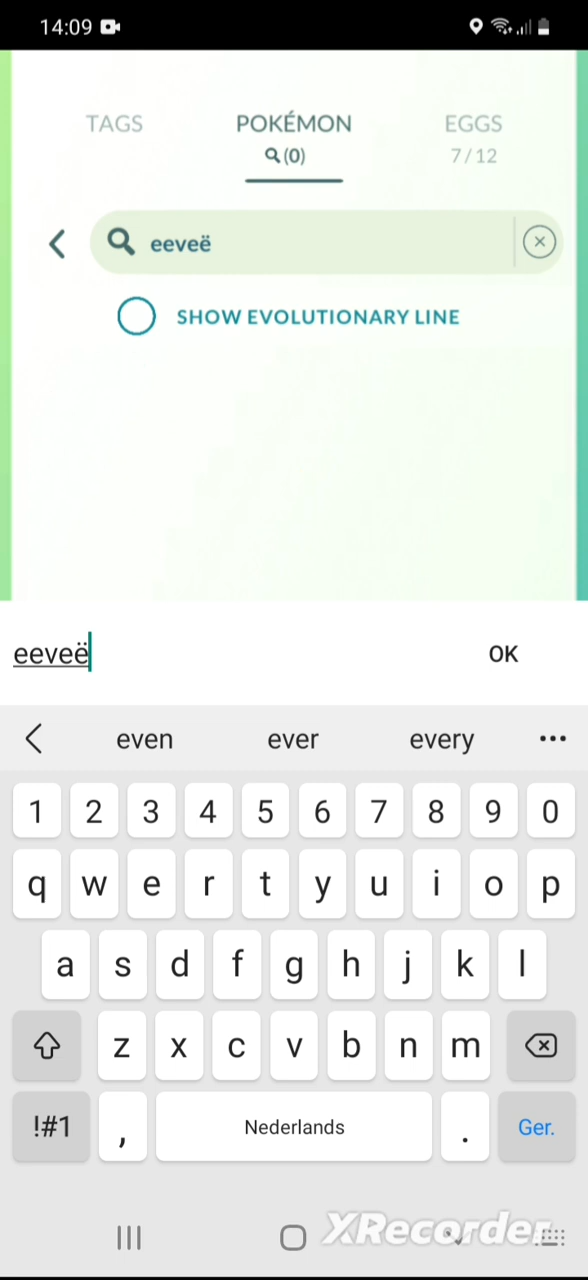 14:09
TAGS POKÉMON EGGS
(0) 7/12
eeveë
SHOW EVOLUTIONARY LINE
eeveë OK
even ever every
1 2 3 4 5 6 7 8 9 0
q w e r t y u i o p
a s d f g h j k l
z x c v b n m
!#1 , Nederlands . Ger.
XRecorder